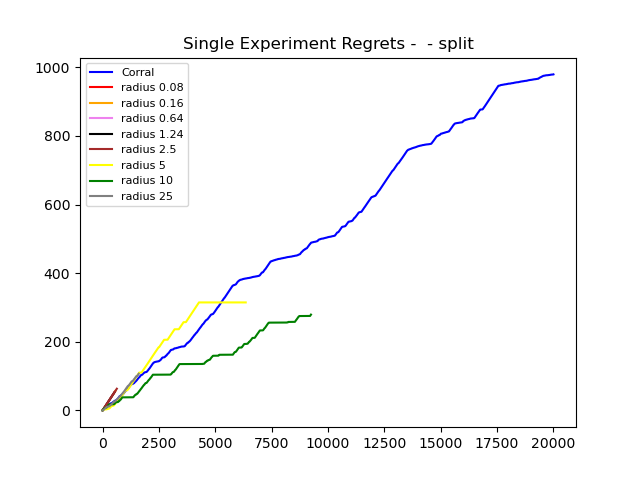 Single Experiment Regrets -  - split
1000
800
600
400
200
0
Corral
radius 0.08
radius 0.16
radius 0.64
radius 1.24
radius 2.5
radius 5
radius 10
radius 25
0 2500 5000 7500 10000 12500 15000 17500 20000